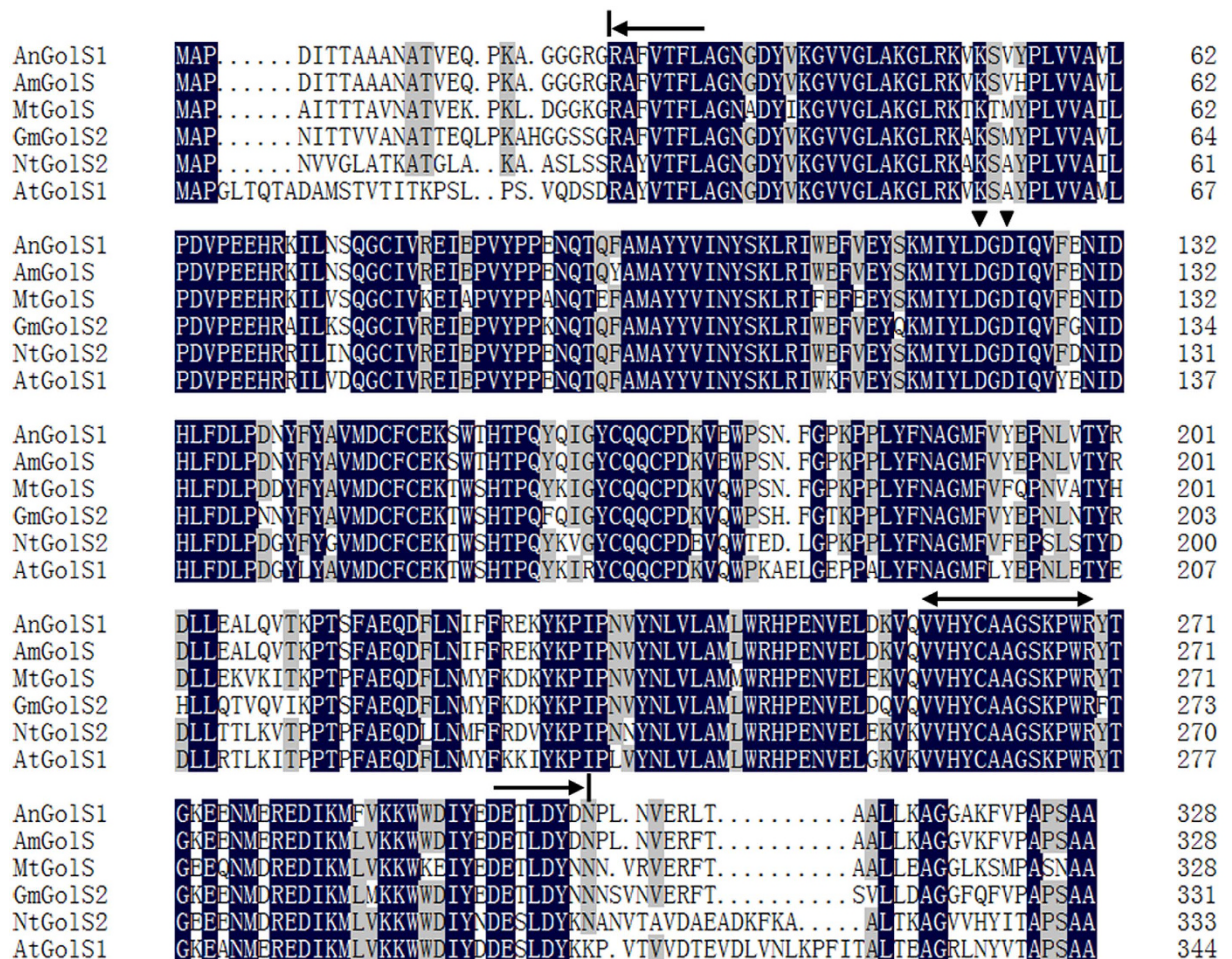 AnGolS1 MAP......DITTAAANATVEQ.PKA.GGGRGRAFVTFLAGNGDYVKGVVGLAKGLRKVKSVYPLVVAVL 62
AmGolS MAP......DITTAAANATVEQ.PKA.GGGRGRAFVTFLAGNGDYVKGVVGLAKGLRKVKSVHPLVVAVL 62
MtGolS MAP......AITTTAVNATVEK.PKL.DGGKGRAFVTFLAGNADYIKGVVGLAKGLRKTKTMYPLVVAIL 62
GmGolS2 MAP......NITTVVANATTEQLPKAHGGSSGRAFVTFLAGNGDYVKGVVGLAKGLRKAKSMYPLVVAVL 64
NtGolS2 MAP......NVVGLATKATGLA..KA.ASLSSRAYVTFLAGNGDYVKGVVGLAKGLRKAKSAYPLVVAIL 61
AtGolS1 MAPGLTQTADAMSTVTITKPSL..PS.VQDSDRAYVTFLAGNGDYVKGVVGLAKGLRKVKSAYPLVVAML 67
AnGolS1 PDVPEEHRKILNSQGCIVREIEPVYPPENQTQFAMAYYVINYSKLRIWEFVEYSKMIYLDGDIQVFENID 132
AmGolS PDVPEEHRKILNSQGCIVREIEPVYPPENQTQYAMAYYVINYSKLRIWEFVEYSKMIYLDGDIQVFENID 132
MtGolS PDVPEEHRKILVSQGCIVKEIAPVYPPANQTEFAMAYYVINYSKLRIFEFEEYSKMIYLDGDIQVFENID 132
GmGolS2 PDVPEEHRAILKSQGCIVREIEPVYPPKNQTQFAMAYYVINYSKLRIWEFVEYQKMIYLDGDIQVFGNID 134
NtGolS2 PDVPEEHRRILINQGCIVREIEPVYPPENQTQFAMAYYVINYSKLRIWEFVEYSKMIYLDGDIQVFDNID 131
AtGolS1 PDVPEEHRRILVDQGCIVREIEPVYPPENQTQFAMAYYVINYSKLRIWKFVEYSKMIYLDGDIQVYENID 137
AnGolS1 HLFDLPDNYFYAVMDCFCEKSWTHTPQYQIGYCQQCPDKVEWPSN.FGPKPPLYFNAGMFVYEPNLVTYR 201
AmGolS HLFDLPDNYFYAVMDCFCEKSWTHTPQYQIGYCQQCPDKVEWPSN.FGPKPPLYFNAGMFVYEPNLVTYR 201
MtGolS HLFDLPDDYFYAVMDCFCEKTWSHTPQYKIGYCQQCPDKVQWPSN.FGPKPPLYFNAGMFVFQPNVATYH 201
GmGolS2 HLFDLPNNYFYAVMDCFCEKTWSHTPQFQIGYCQQCPDKVQWPSH.FGTKPPLYFNAGMFVYEPNLNTYR 203
NtGolS2 HLFDLPDGYFYGVMDCFCEKTWSHTPQYKVGYCQQCPDEVQWTED.LGPKPPLYFNAGMFVFEPSLSTYD 200
AtGolS1 HLFDLPDGYLYAVMDCFCEKTWSHTPQYKIRYCQQCPDKVQWPKAELGEPPALYFNAGMFLYEPNLETYE 207
AnGolS1 DLLEALQVTKPTSFAEQDFLNIFFREKYKPIPNVYNLVLAMLWRHPENVELDKVQVVHYCAAGSKPWRYT 271
AmGolS DLLEALQVTKPTSFAEQDFLNIFFREKYKPIPNVYNLVLAMLWRHPENVELDKVQVVHYCAAGSKPWRYT 271
MtGolS DLLEKVKITKPTPFAEQDFLNMYFKDKYKPIPNVYNLVLAMMWRHPENVELEKVQVVHYCAAGSKPWRYT 271
GmGolS2 HLLQTVQVIKPTSFAEQDFLNMYFKDKYKPIPNVYNLVLAMLWRHPENVELDQVQVVHYCAAGSKPWRFT 273
NtGolS2 DLLTTLKVTPPTPFAEQDLLNMFFRDVYKPIPNNYNLVLAMLWRHPENVELEKVKVVHYCAAGSKPWRYT 270
AtGolS1 DLLRTLKITPPTPFAEQDFLNMYFKKIYKPIPLVYNLVLAMLWRHPENVELGKVKVVHYCAAGSKPWRYT 277
AnGolS1 GKEENMEREDIKMFVKKWWDIYEDETLDYDNPL.NVERLT..........AALLKAGGAKFVPAPSAA 328
AmGolS GKEENMEREDIKMLVKKWWDIYEDETLDYDNPL.NVERFT..........AALLKAGGVKFVPAPSAA 328
MtGolS GEEQNMDREDIKMLVKKWKEIYEDETLDYNNN.VRVRFT..........AALLEAGGLKSMPASNAA 328
GmGolS2 GKEENMDREDIKMLMKKWWDIYEDETLDYNNNSVNVERFT..........SVLLDAGGFQFVPAPSAA 331
NtGolS2 GEEENMDREDIKMLVKKWWDIYNDESLDYKNANVTAVDAEADKFKA.....ALTKAGVVHYITAPSAA 333
AtGolS1 GKEANMEREDIKMLVKKWWDIYDDESLDYKKP.VTVVDTEVDLVNLKPFITALTEAGRLNYVTAPSAA 344